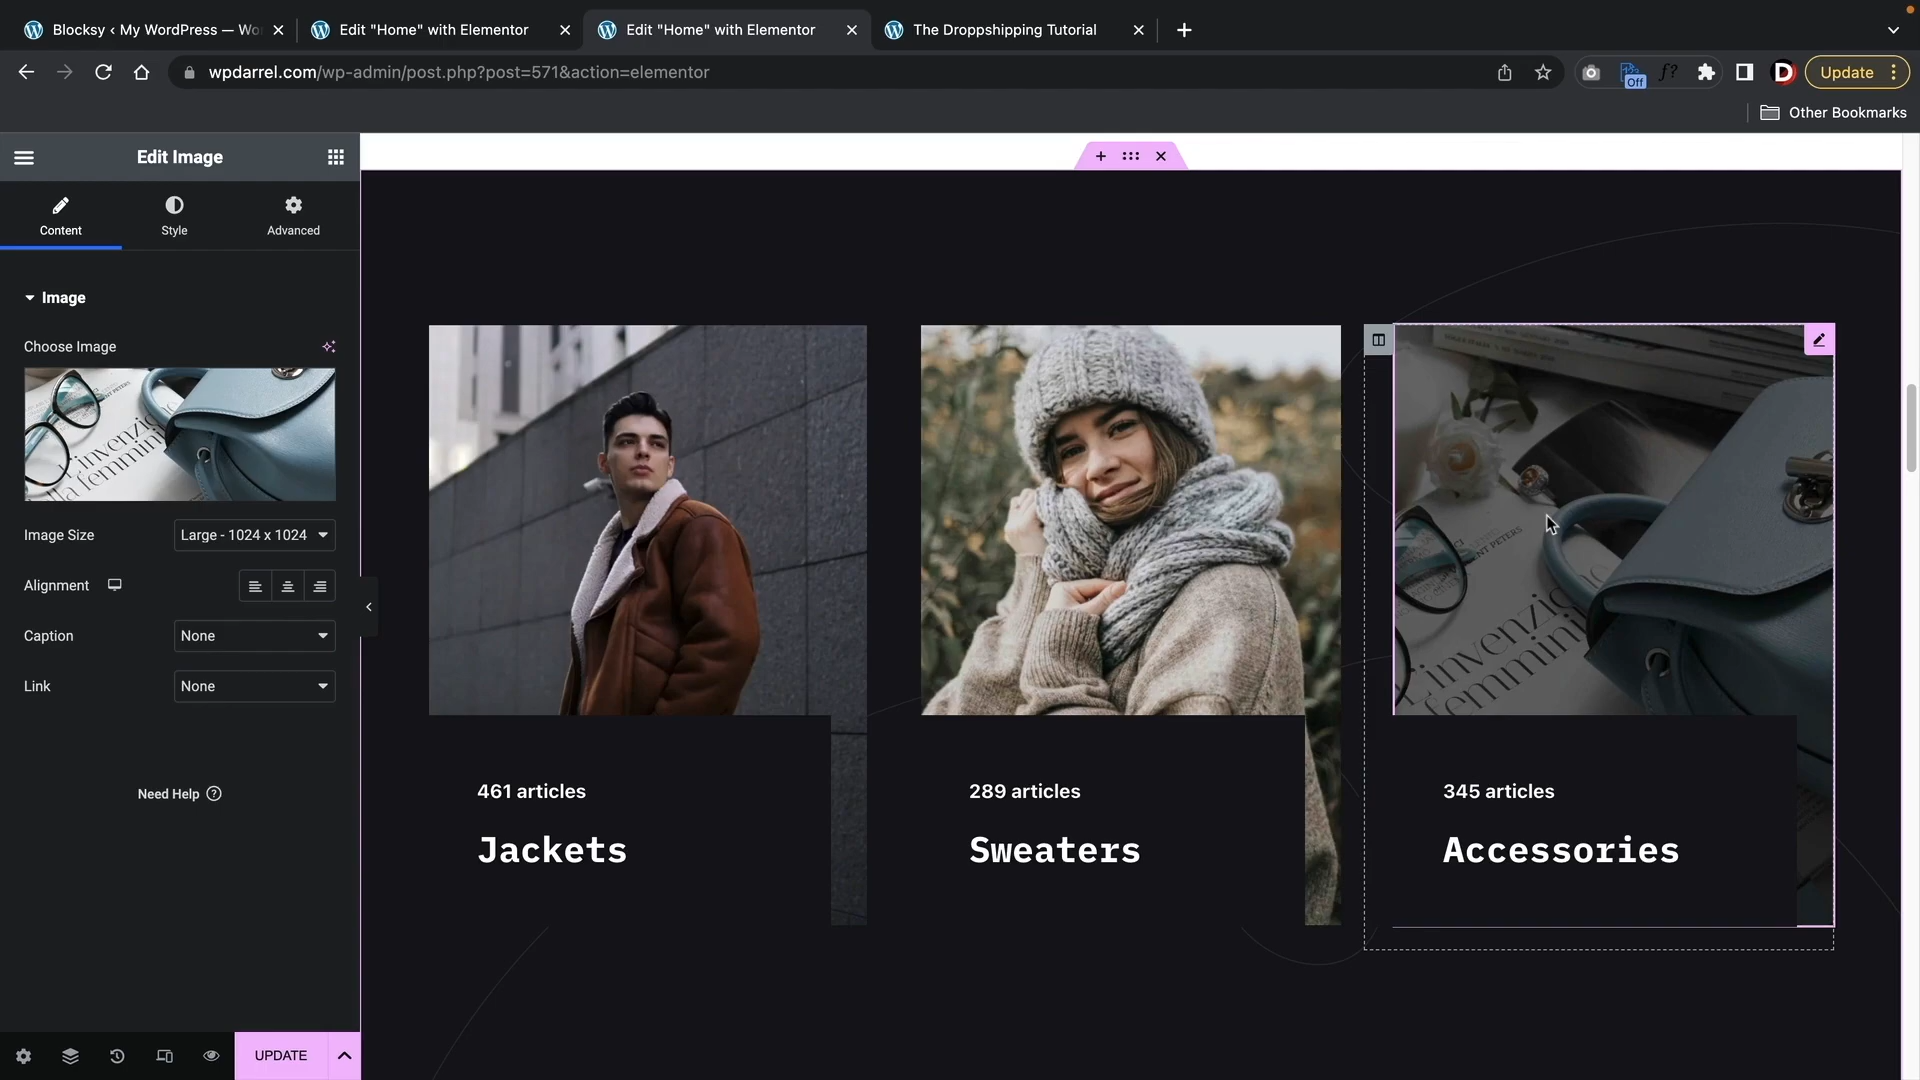 Blocksy ‹ My WordPress — Wo
Edit "Home" with Elementor
Edit "Home" with Elementor
The Droppshipping Tutorial
wpdarrel.com/wp-admin/post.php?post=571&action=elementor
Off
f?
D
Update
Other Bookmarks
Edit Image
Content
Style
Advanced
Image
Choose Image
Image Size
Large - 1024 x 1024
Alignment
Caption
None
Link
None
Need Help
UPDATE
461 articles
Jackets
289 articles
Sweaters
345 articles
Accessories
l'invenzio
femminin